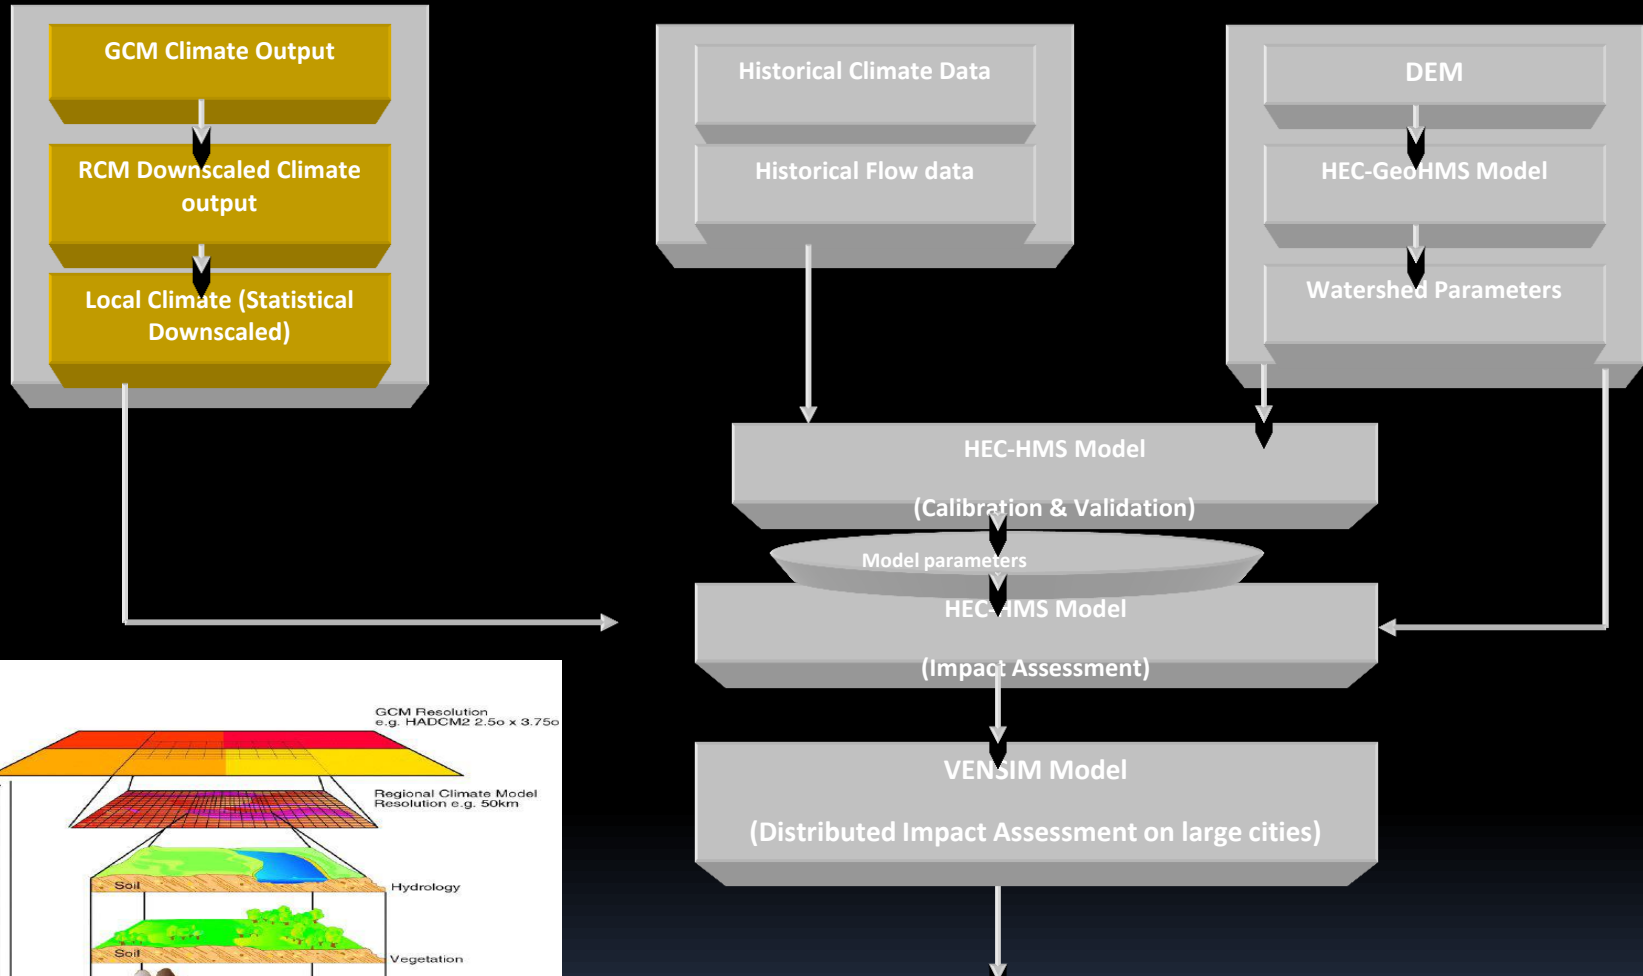 GCM Climate Output
RCM Downscaled Climate
output
Local Climate (Statistical
Downscaled)
Historical Climate Data
Historical Flow data
DEM
HEC-GeoHMS Model
Watershed Parameters
HEC-HMS Model
(Calibration & Validation)
Model parameters
HEC-HMS Model
(Impact Assessment)
VENSIM Model
(Distributed Impact Assessment on large cities)
GCM Resolution
e.g. HADCM2 2.5o x 3.75o
Regional Climate Model
Resolution e.g. 50km
Soil
Hydrology
Soil
Vegetation